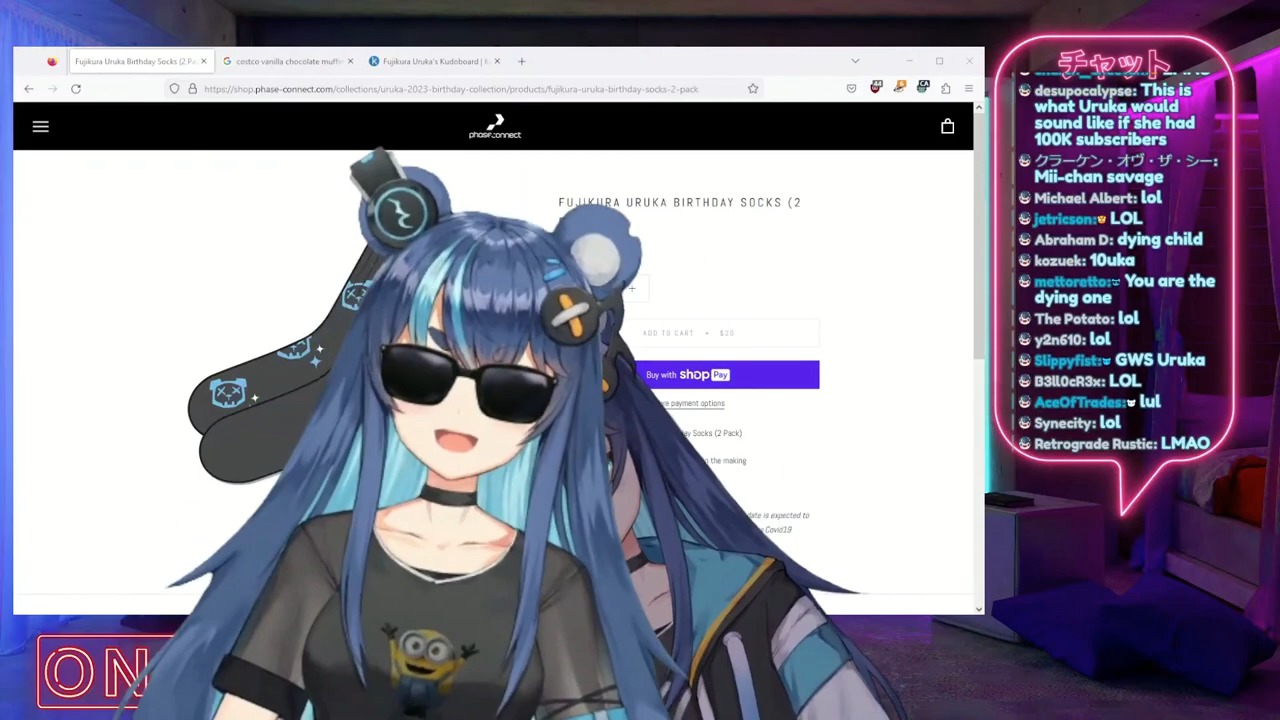 Fujikura Uruka Birthday Socks (2 Pa
costco vanilla chocolate muffi
Fujikura Uruka's Kudoboard | K
https://shop.phase-connect.com/collections/uruka-2023-birthday-collection/products/fujikura-uruka-birthday-socks-2-pack
phase connect
FUJIKURA URUKA BIRTHDAY SOCKS (2
+
ADD TO CART • $20
Buy with shop Pay
payment options
Socks (2 Pack)
in the making
date is expected to
Covid19
ON
チャット
desupocalypse: This is
what Uruka would
sound like if she had
100K subscribers
クラーケン・オヴ・ザ・シー:
Mii-chan savage
Michael Albert: lol
jetricson: LOL
Abraham D: dying child
kozuek: 10uka
mettoretto: You are the
dying one
The Potato: lol
y2n610: lol
Slippyfist: GWS Uruka
B3ll0cR3x: LOL
AceOfTrades: lul
Synecity: lol
Retrograde Rustic: LMAO